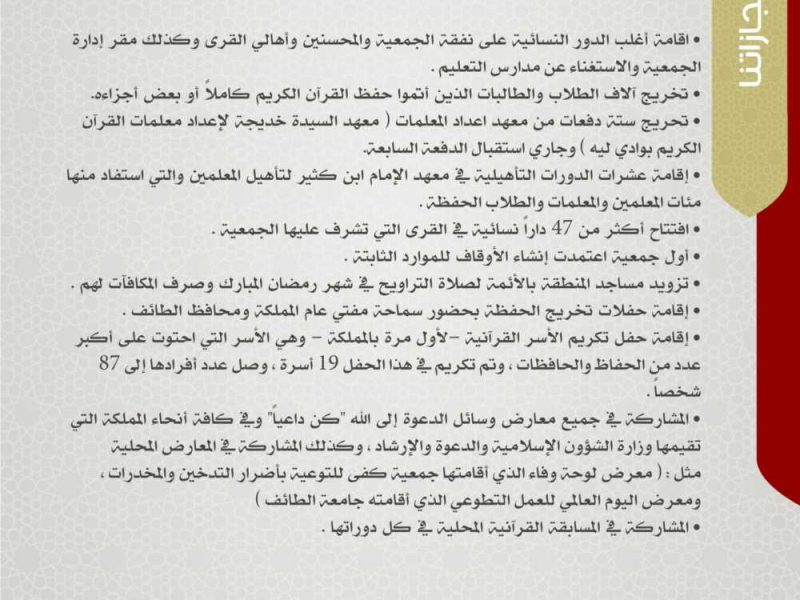 جازاتنا
• اقامة أغلب الدور النسائية على نفقة الجمعية والمحسنين وأهالي القرى وكذلك مقر إدارة
الجمعية والاستغناء عن مدارس التعليم .
• تخريج آلاف الطلاب والطالبات الذين أتموا حفظ القرآن الكريم كاملاً أو بعض أجزاءه.
• تحريج ستة دفعات من معهد اعداد المعلمات ( معهد السيدة خديجة لإعداد معلمات القرآن
الكريم بوادي ليه ) وجاري استقبال الدفعة السابعة.
• إقامة عشرات الدورات التأهيلية في معهد الإمام ابن كثير لتأهيل المعلمين والتي استفاد منها
مئات المعلمين والمعلمات والطلاب الحفظة .
• افتتاح أكثر من 47 داراً نسائية في القرى التي تشرف عليها الجمعية .
• أول جمعية اعتمدت إنشاء الأوقاف للموارد الثابتة .
• تزويد مساجد المنطقة بالأئمة لصلاة التراويح في شهر رمضان المبارك وصرف المكافآت لهم .
• إقامة حفلات تخريج الحفظة بحضور سماحة مفتي عام المملكة ومحافظ الطائف .
• إقامة حفل تكريم الأسر القرآنية –لأول مرة بالمملكة – وهي الأسر التي احتوت على أكبر
عدد من الحفاظ والحافظات ، وتم تكريم في هذا الحفل 19 أسرة ، وصل عدد أفرادها إلى 87
شخصاً .
• المشاركة في جميع معارض وسائل الدعوة إلى الله "كن داعياً" وفي كافة أنحاء المملكة التي
تقيمها وزارة الشؤون الإسلامية والدعوة والإرشاد ، وكذلك المشاركة في المعارض المحلية
مثل : ( معرض لوحة وفاء الذي أقامتها جمعية كفى للتوعية بأضرار التدخين والمخدرات ،
ومعرض اليوم العالمي للعمل التطوعي الذي أقامته جامعة الطائف )
• المشاركة في المسابقة القرآنية المحلية في كل دوراتها .